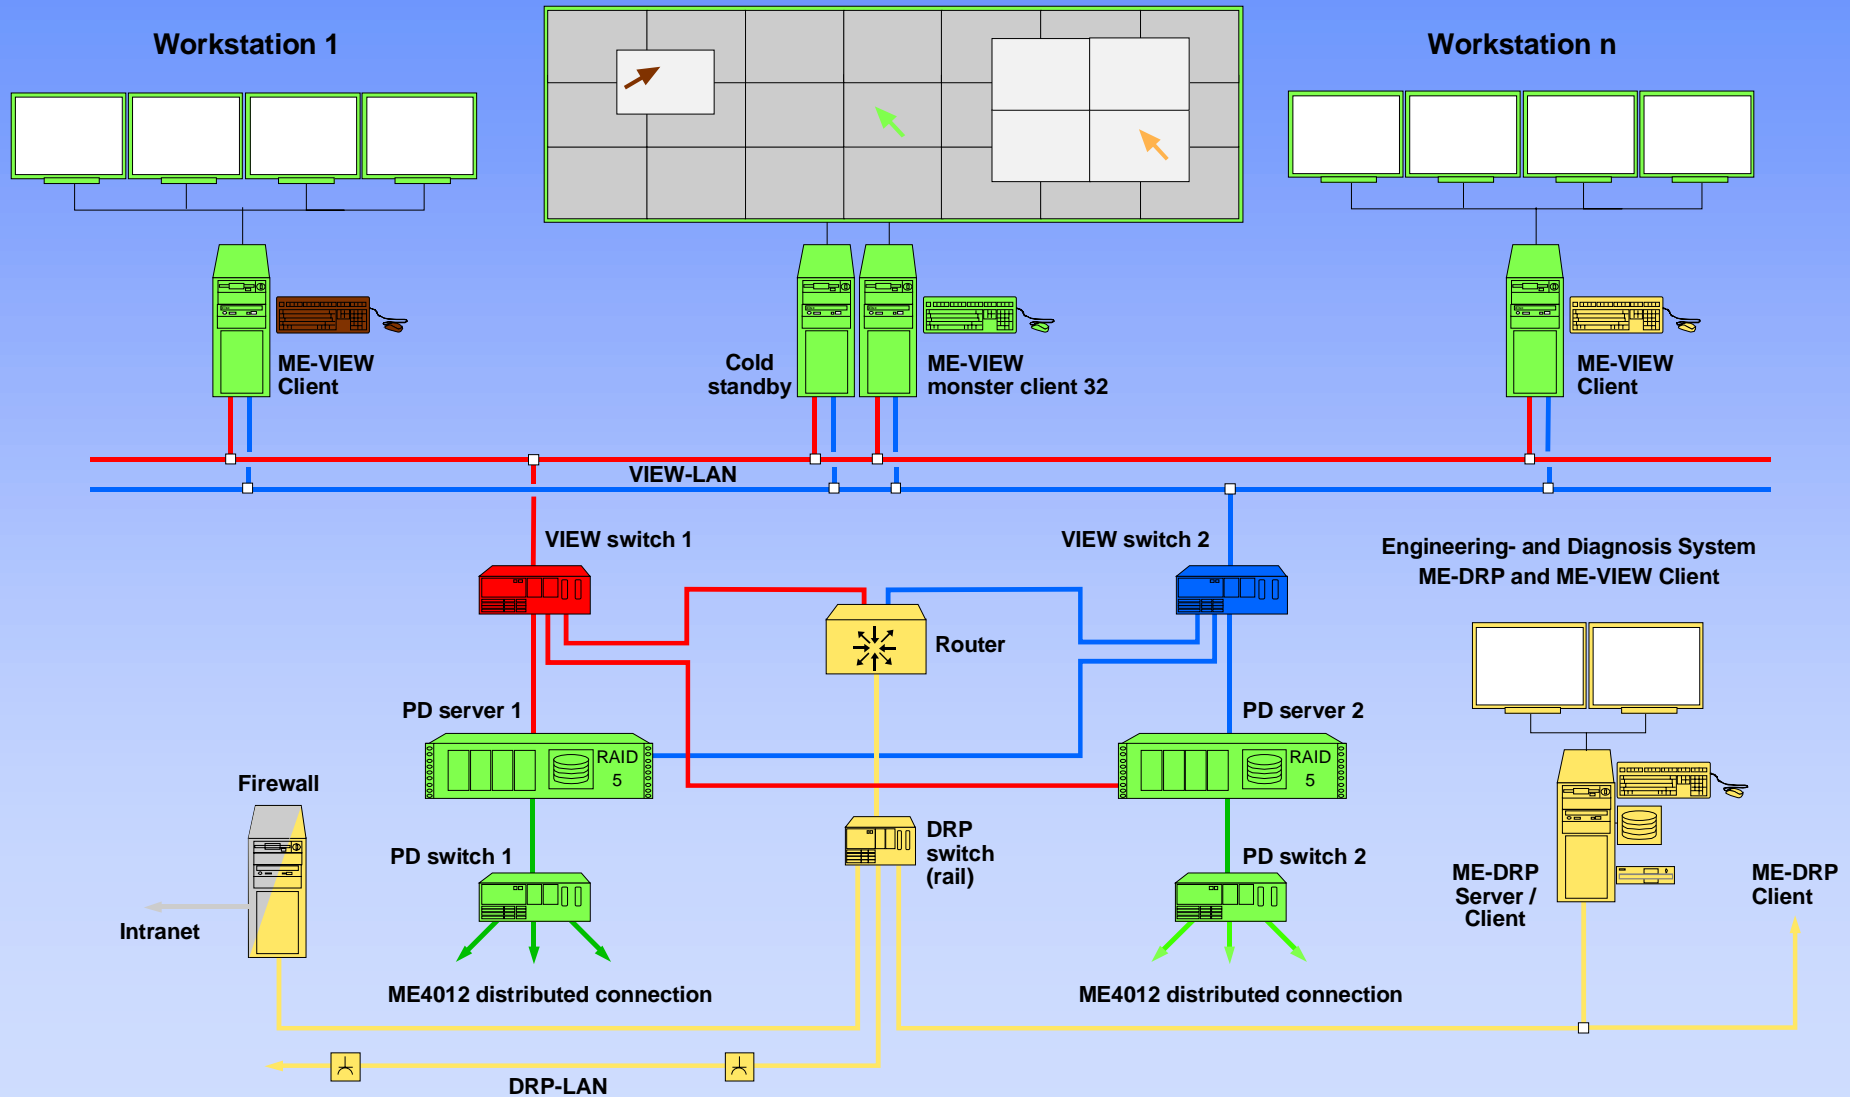 Workstation 1
Workstation n
ME-VIEW
Client
Cold
standby
ME-VIEW
monster client 32
ME-VIEW
Client
VIEW-LAN
VIEW switch 1
VIEW switch 2
Engineering- and Diagnosis System
ME-DRP and ME-VIEW Client
Router
PD server 1
PD server 2
RAID
5
RAID
5
Firewall
PD switch 1
DRP
switch
(rail)
PD switch 2
ME-DRP
Server /
Client
ME-DRP
Client
Intranet
ME4012 distributed connection
ME4012 distributed connection
DRP-LAN